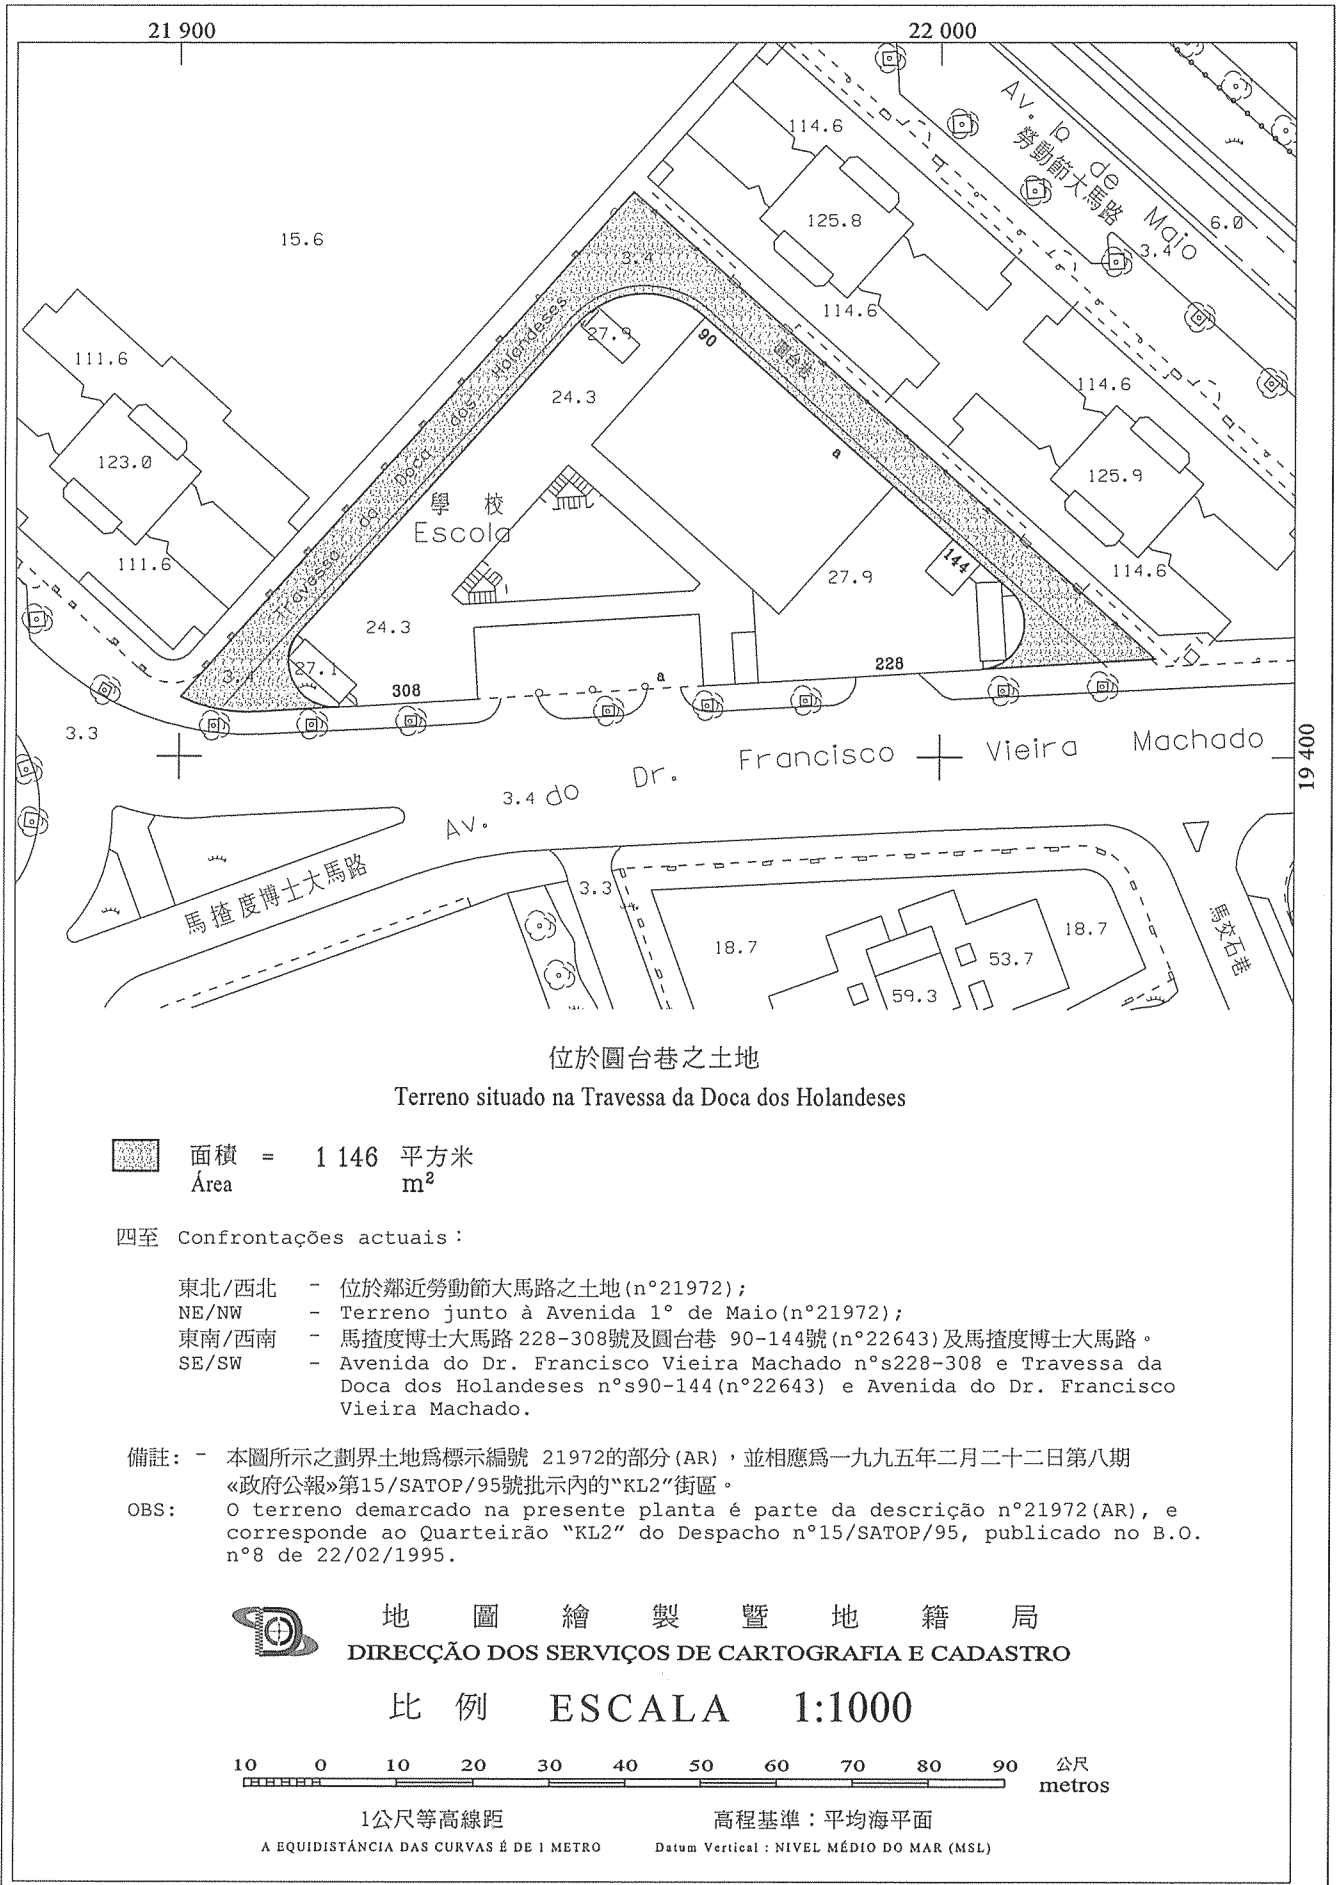 21 900
22 000
Av. 1o de Maio
勞動節大馬路
114.6
125.8
6.0
3.4
15.6
3.4
114.6
27.9
90
圓台巷
111.6
Travessa da Doca dos Holandeses
24.3
114.6
123.0
a
125.9
學 校
Escola
111.6
144
114.6
27.9
24.3
3.4
27.1
308
a
228
3.3
19 400
Av. do Dr. Francisco Vieira Machado
3.4
馬揸度博士大馬路
3.3
馬交石巷
18.7
18.7
53.7
59.3
位於圓台巷之土地
Terreno situado na Travessa da Doca dos Holandeses
面積 = 1 146 平方米
Área m²
四至 Confrontações actuais：
東北/西北 - 位於鄰近勞動節大馬路之土地(n°21972);
NE/NW - Terreno junto à Avenida 1° de Maio(n°21972);
東南/西南 - 馬揸度博士大馬路 228-308號及圓台巷 90-144號(n°22643)及馬揸度博士大馬路。
SE/SW - Avenida do Dr. Francisco Vieira Machado n°s228-308 e Travessa da
Doca dos Holandeses n°s90-144(n°22643) e Avenida do Dr. Francisco
Vieira Machado.
備註: - 本圖所示之劃界土地爲標示編號 21972的部分(AR)，並相應爲一九九五年二月二十二日第八期
«政府公報»第15/SATOP/95號批示內的“KL2”街區。
OBS: O terreno demarcado na presente planta é parte da descrição n°21972(AR), e
corresponde ao Quarteirão “KL2” do Despacho n°15/SATOP/95, publicado no B.O.
n°8 de 22/02/1995.
地 圖 繪 製 暨 地 籍 局
DIRECÇÃO DOS SERVIÇOS DE CARTOGRAFIA E CADASTRO
比 例 ESCALA 1:1000
10 0 10 20 30 40 50 60 70 80 90 公尺
metros
1公尺等高線距 高程基準：平均海平面
A EQUIDISTÂNCIA DAS CURVAS É DE 1 METRO Datum Vertical : NIVEL MÉDIO DO MAR (MSL)